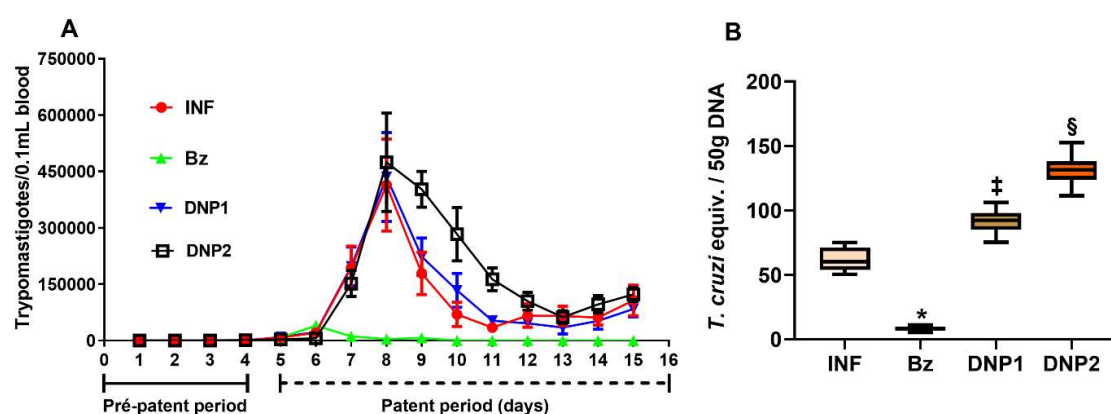 A
Trypomastigotes/0.1mL blood
750000
600000
450000
300000
150000
0
INF
Bz
DNP1
DNP2
0 1 2 3 4 5 6 7 8 9 10 11 12 13 14 15 16
Pré-patent period
Patent period (days)
B
T. cruzi equiv. / 50g DNA
200
150
100
50
0
*
‡
§
INF Bz DNP1 DNP2